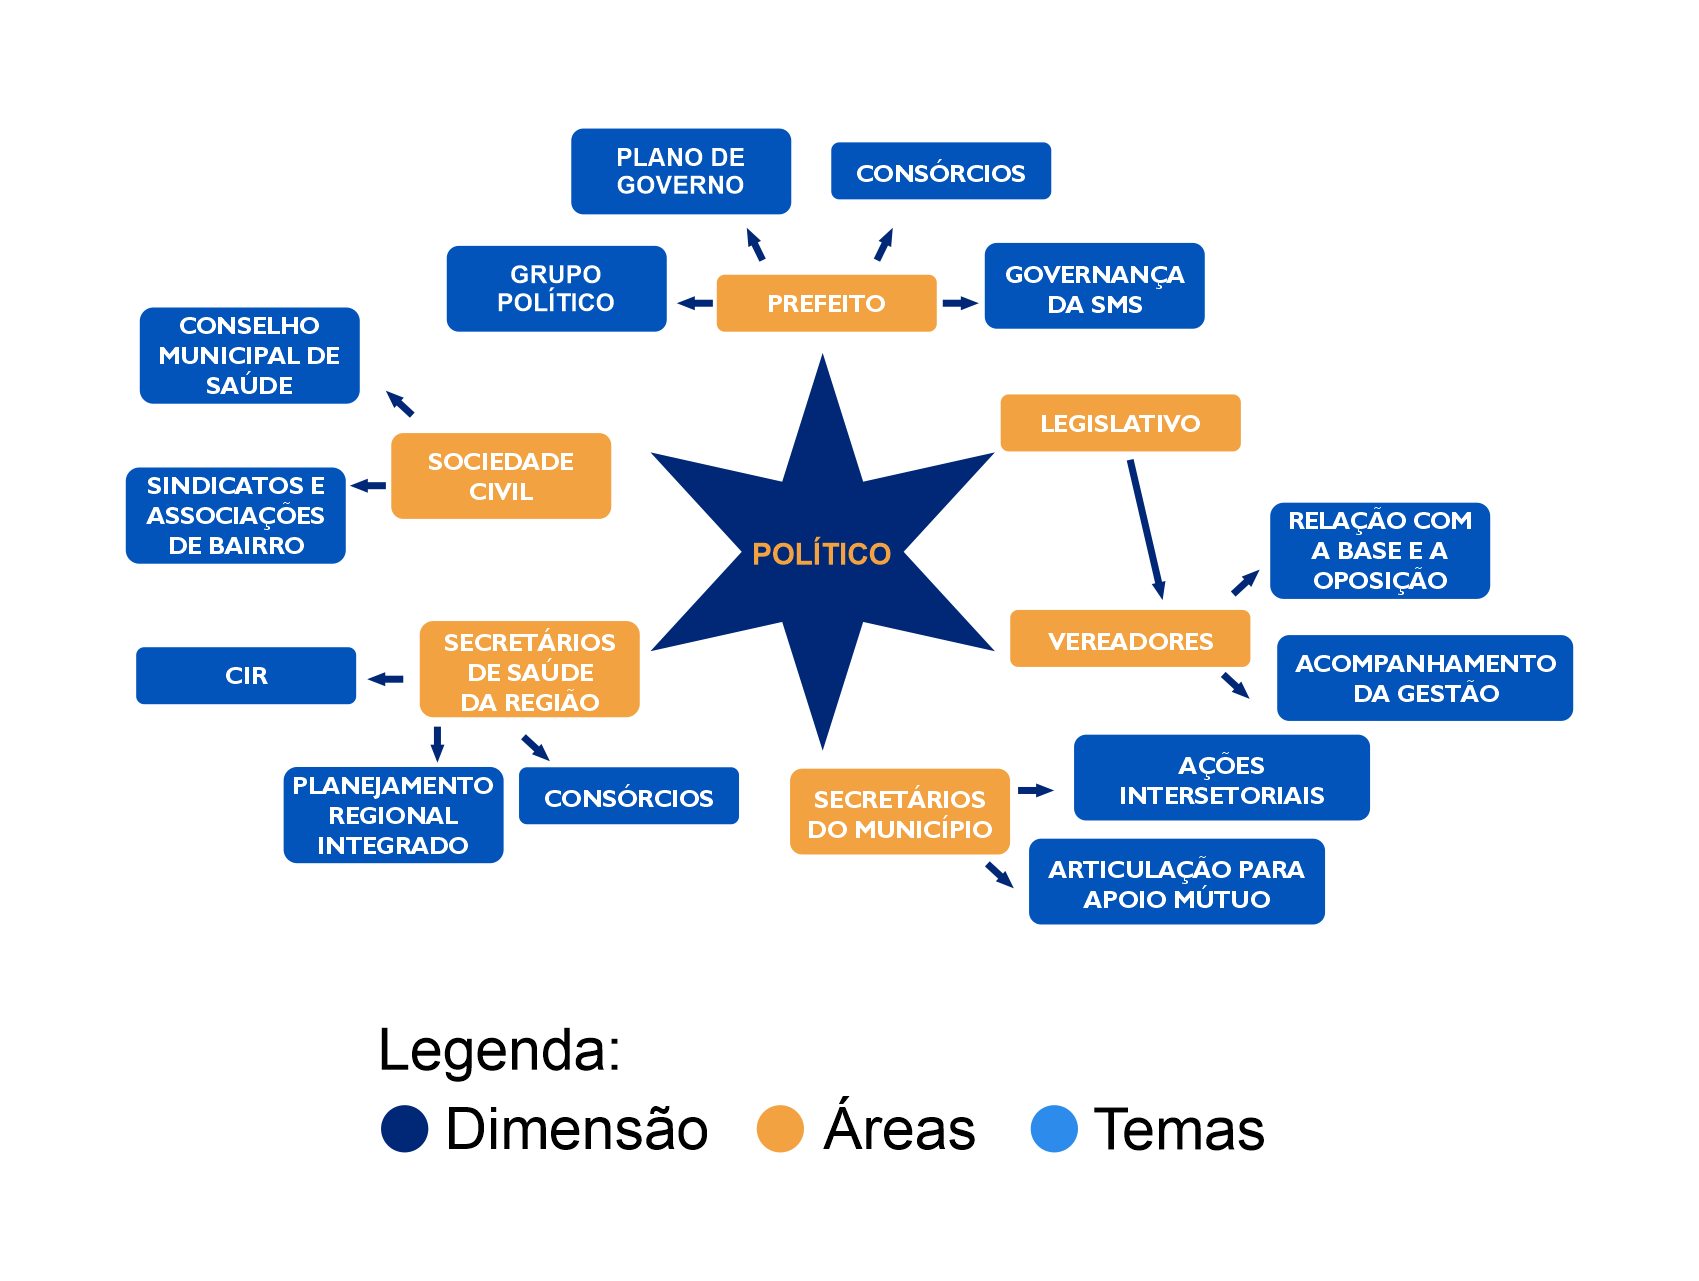 PLANO DE
GOVERNO
CONSÓRCIOS
GRUPO
POLÍTICO
PREFEITO
GOVERNANÇA
DA SMS
CONSELHO
MUNICIPAL DE
SAÚDE
LEGISLATIVO
SOCIEDADE
CIVIL
SINDICATOS E
ASSOCIAÇÕES
DE BAIRRO
POLÍTICO
RELAÇÃO COM
A BASE E A
OPOSIÇÃO
VEREADORES
SECRETÁRIOS
DE SAÚDE
DA REGIÃO
CIR
ACOMPANHAMENTO
DA GESTÃO
PLANEJAMENTO
REGIONAL
INTEGRADO
CONSÓRCIOS
SECRETÁRIOS
DO MUNICÍPIO
AÇÕES
INTERSETORIAIS
ARTICULAÇÃO PARA
APOIO MÚTUO
Legenda:
Dimensão
Áreas
Temas